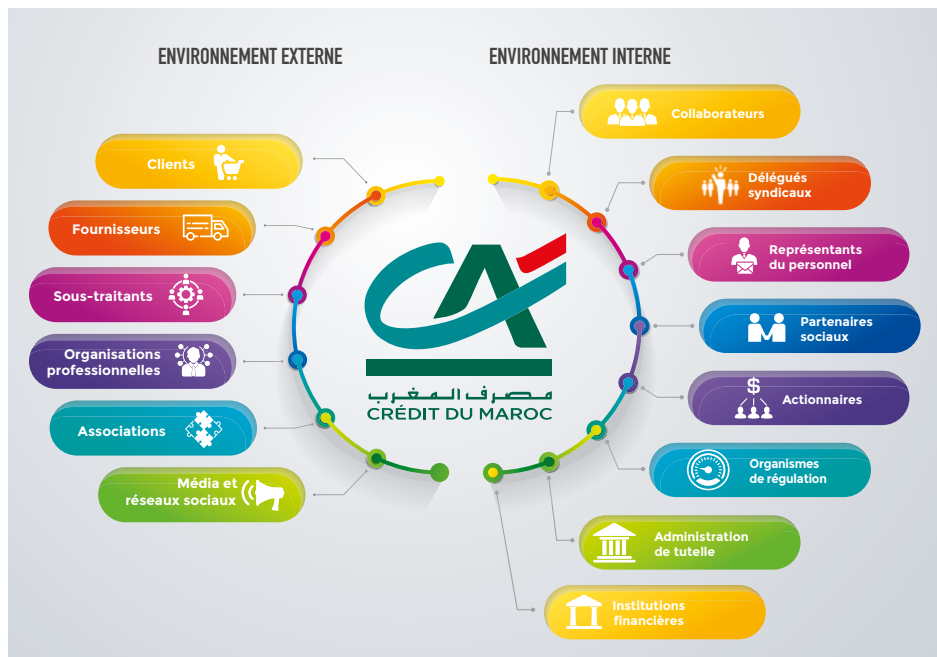 ENVIRONNEMENT EXTERNE
Clients
Fournisseurs
Sous-traitants
Organisations
professionnelles
Associations
Média et
réseaux sociaux
مصرف المغرب
CRÉDIT DU MAROC
ENVIRONNEMENT INTERNE
Collaborateurs
Délégués
syndicaux
Représentants
du personnel
Partenaires
sociaux
$
Actionnaires
Organismes
de régulation
Administration
de tutelle
Institutions
financières